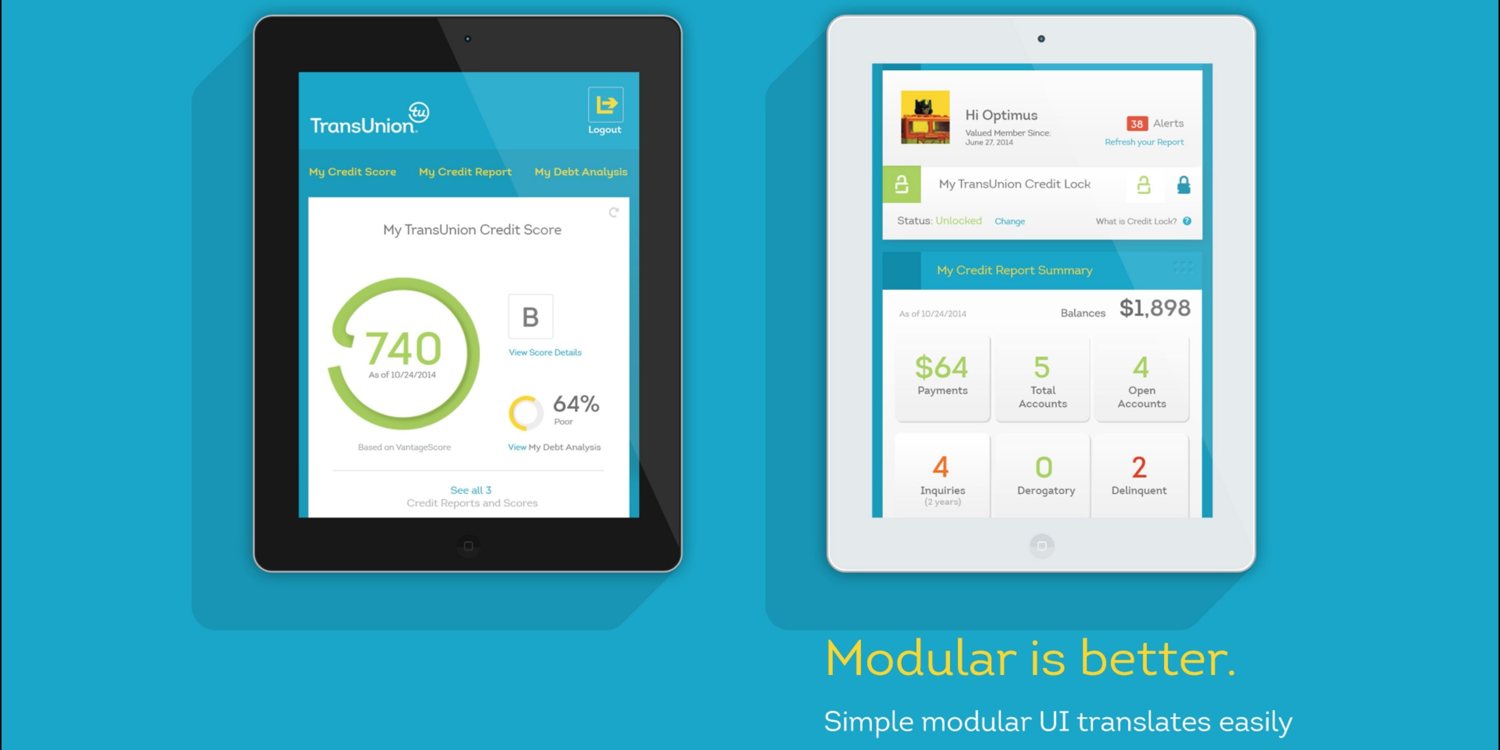 TransUnion
tu
Logout
My Credit Score My Credit Report My Debt Analysis
My TransUnion Credit Score
740
As of 10/24/2014
B
View Score Details
64%
Poor
Based on VantageScore
View My Debt Analysis
See all 3
Credit Reports and Scores
Hi Optimus
Valued Member Since:
June 27, 2014
38 Alerts
Refresh your Report
My TransUnion Credit Lock
Status: Unlocked Change What is Credit Lock? ?
My Credit Report Summary
As of 10/24/2014 Balances $1,898
$64
Payments
5
Total
Accounts
4
Open
Accounts
4
Inquiries
(2 years)
0
Derogatory
2
Delinquent
Modular is better.
Simple modular UI translates easily